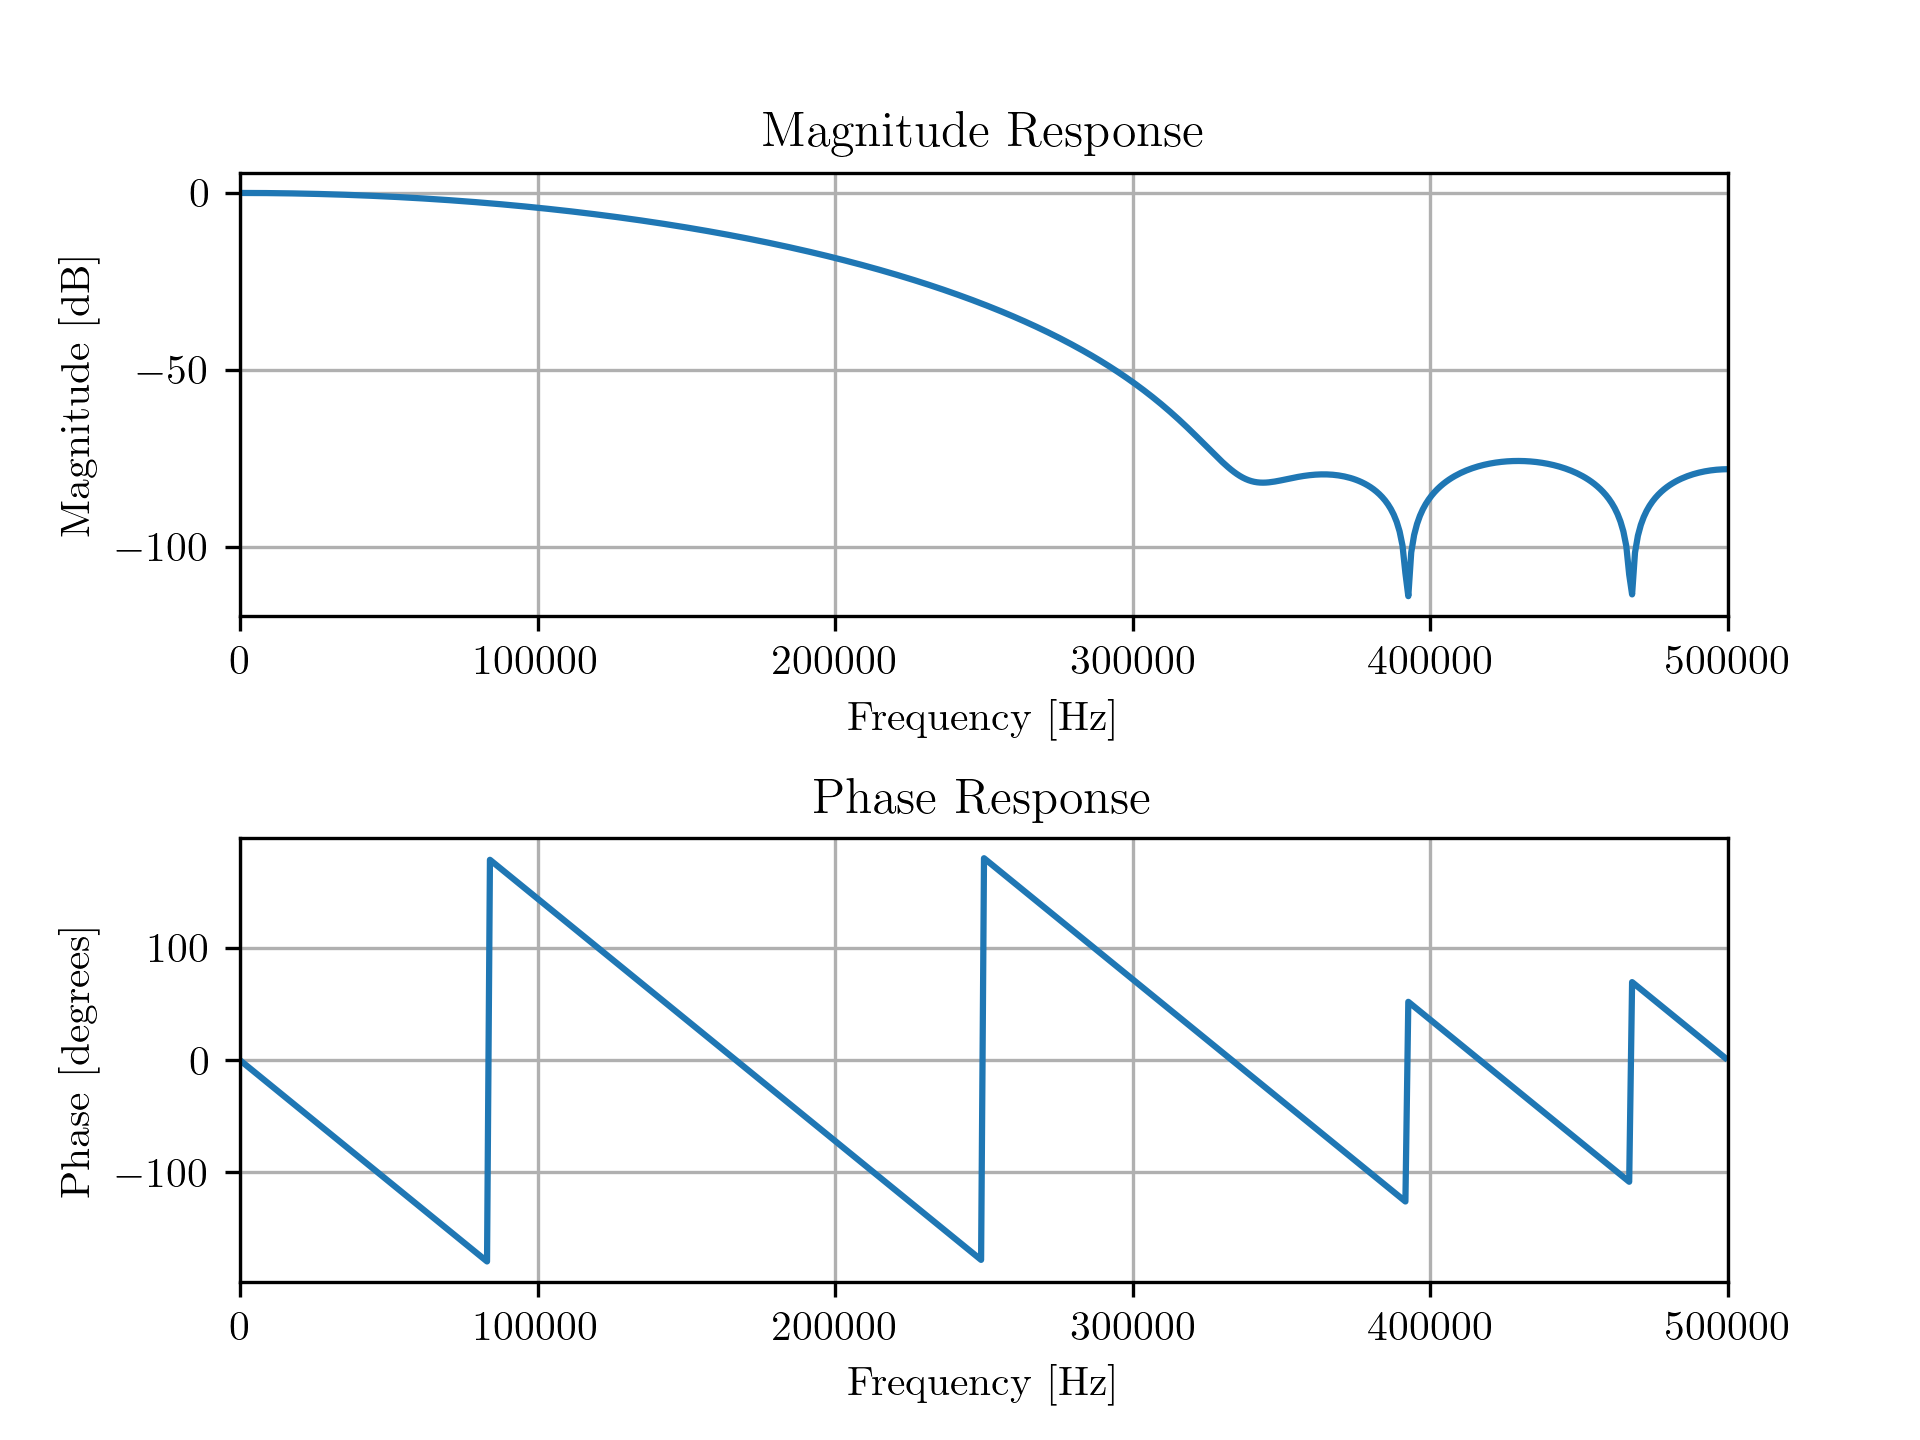 Magnitude Response
0
−50
−100
Magnitude [dB]
0 100000 200000 300000 400000 500000
Frequency [Hz]
Phase Response
100
0
−100
Phase [degrees]
0 100000 200000 300000 400000 500000
Frequency [Hz]